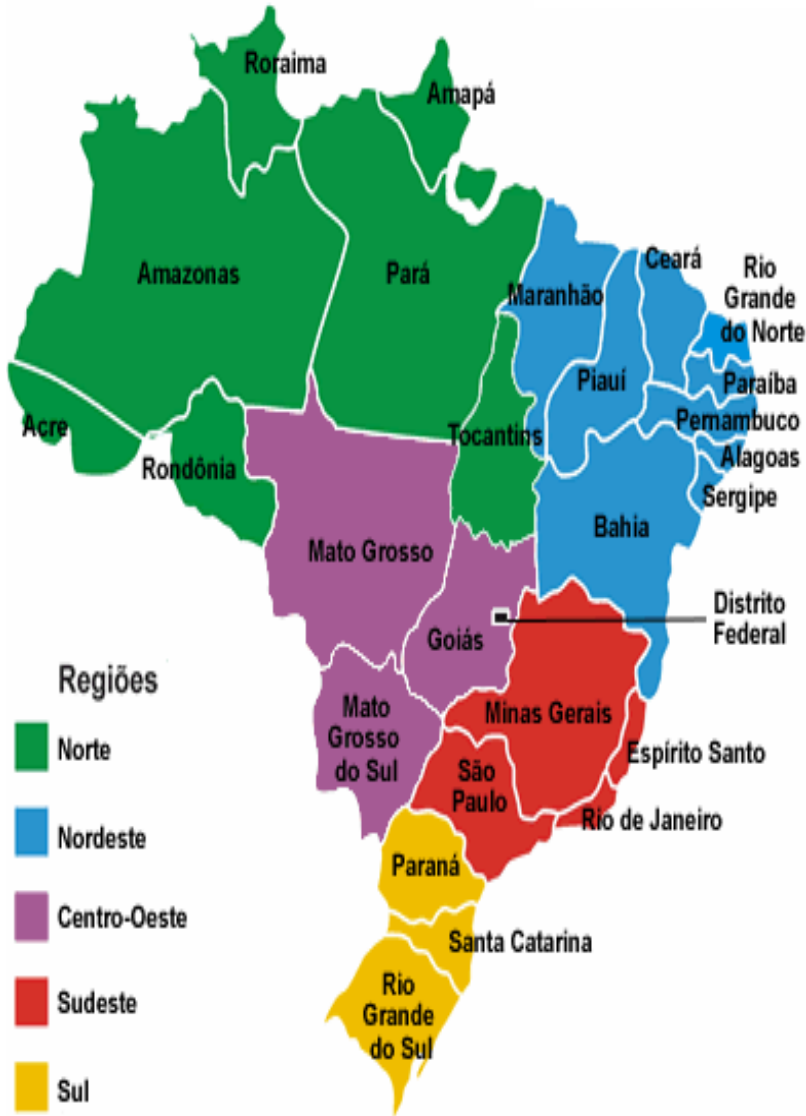 Roraima
Amapá
Amazonas
Pará
Maranhão
Ceará
Rio
Grande
do Norte
Piauí
Paraíba
Pernambuco
Acre
Rondônia
Tocantins
Alagoas
Sergipe
Bahia
Mato Grosso
Distrito
Federal
Goiás
Mato
Grosso
do Sul
Minas Gerais
Espírito Santo
São
Paulo
Rio de Janeiro
Paraná
Santa Catarina
Rio
Grande
do Sul
Regiões
Norte
Nordeste
Centro-Oeste
Sudeste
Sul